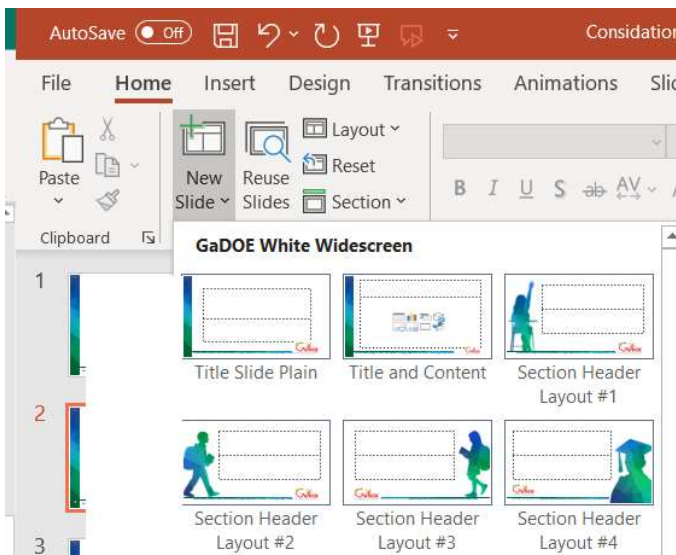 AutoSave Off Considation
File Home Insert Design Transitions Animations Slid
Paste
New Slide
Reuse Slides
Layout
Reset
Section
B I U S ab AV
Clipboard
GaDOE White Widescreen
1
Title Slide Plain Title and Content Section Header
Layout #1
2
Section Header Section Header Section Header
Layout #2 Layout #3 Layout #4
3